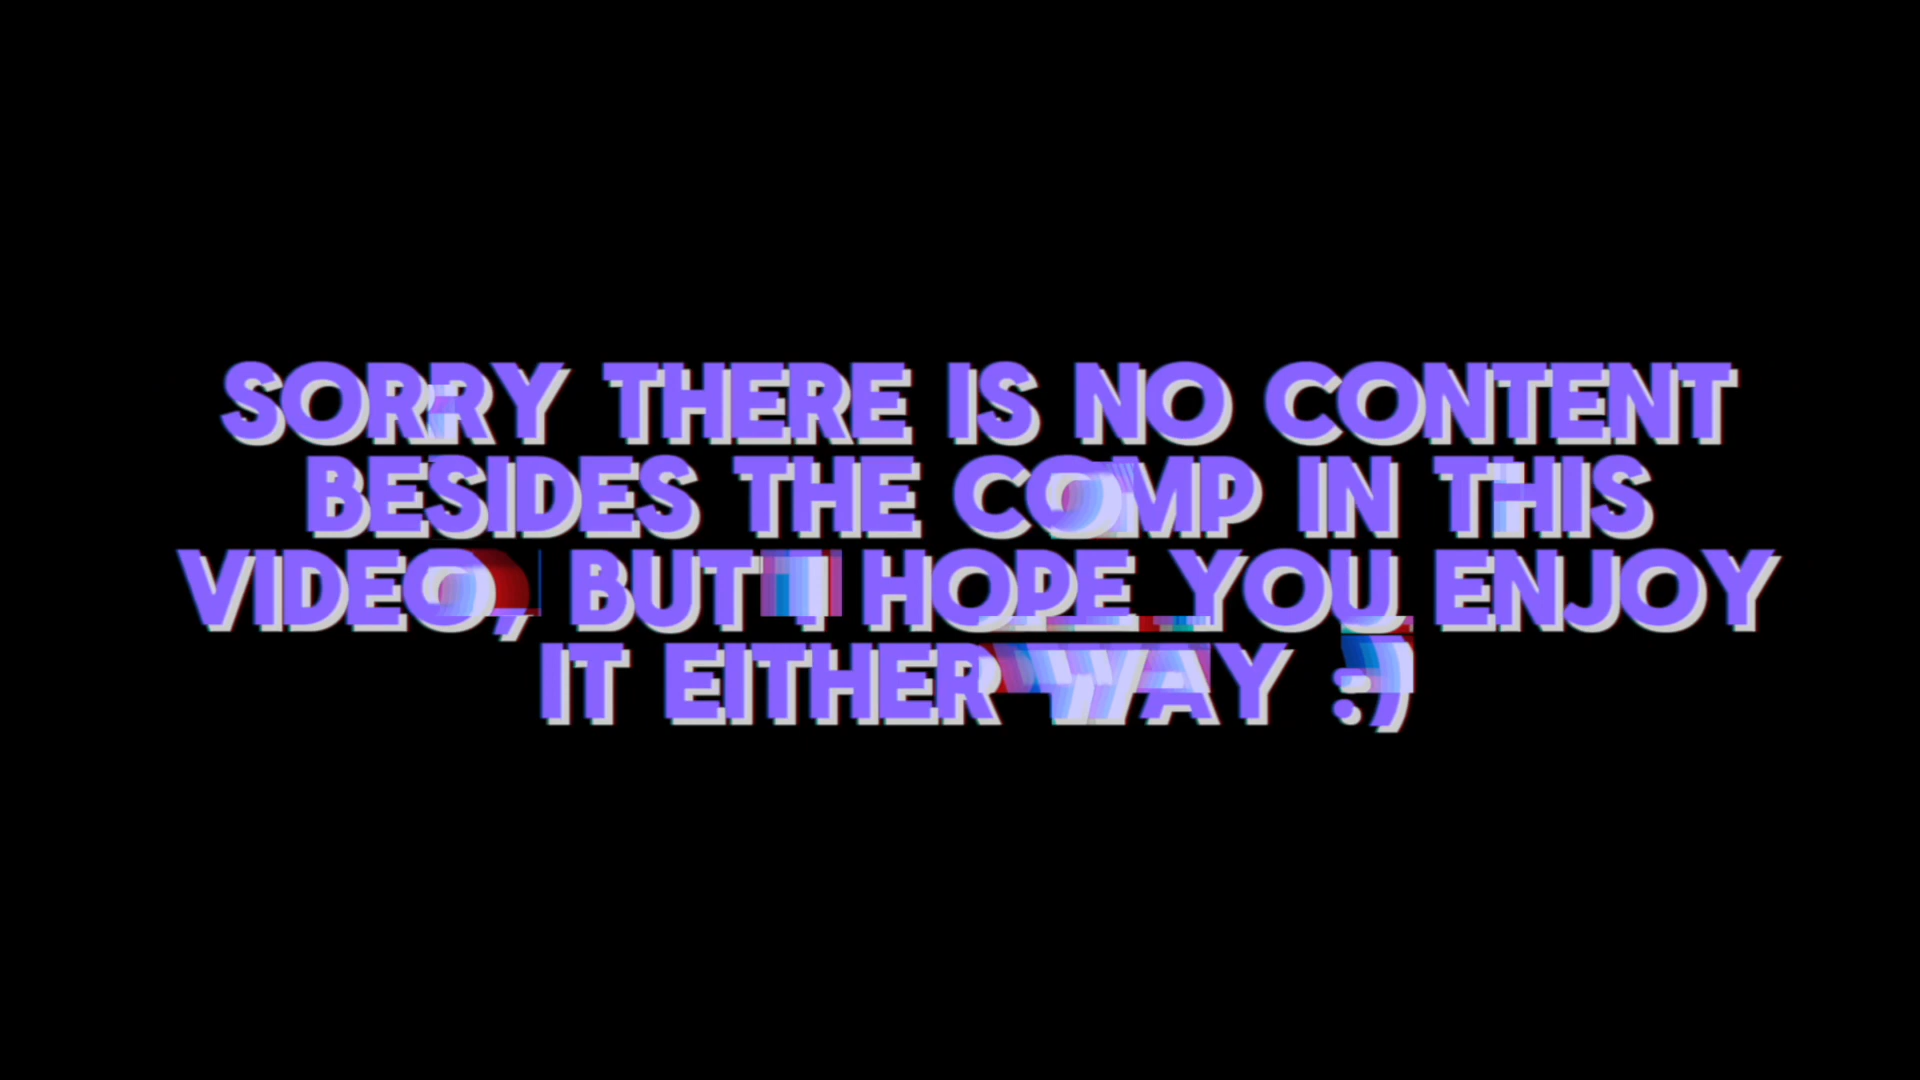 SORRY THERE IS NO CONTENT
BESIDES THE COMP IN THIS
VIDEO, BUT I HOPE YOU ENJOY
IT EITHER WAY :)